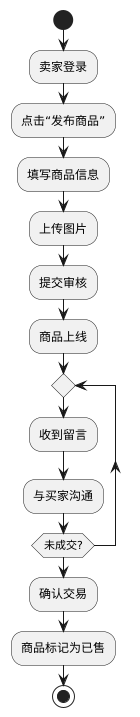 卖家登录
点击“发布商品”
填写商品信息
上传图片
提交审核
商品上线
收到留言
与买家沟通
未成交?
确认交易
商品标记为已售